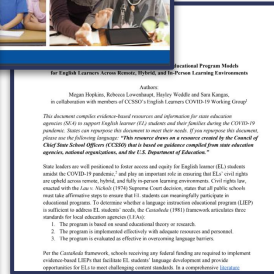 Educational Program Models
for English Learners Across Remote, Hybrid, and In-Person Learning Environments
Authors:
Megan Hopkins, Rebecca Lowenhaupt, Hayley Weddle and Sara Kangas,
in collaboration with members of CCSSO's English Learners COVID-19 Working Group¹
This document compiles evidence-based resources and information for state education
agencies (SEA) to support English learner (EL) students and their families during the COVID-19
pandemic. States can repurpose this document to meet their needs. If you repurpose this document,
please use the following language: "This resource draws on a resource created by the Council of
Chief State School Officers (CCSSO) that is based on guidance compiled from state education
agencies, national organizations, and the U.S. Department of Education."
State leaders are well positioned to foster access and equity for English learner (EL) students
amidst the COVID-19 pandemic,² and play an important role in ensuring that ELs' civil rights
are upheld across remote, hybrid, and fully in-person learning environments. Civil rights law,
enacted with the Lau v. Nichols (1974) Supreme Court decision, states that all public schools
must take affirmative steps to ensure that EL students can meaningfully participate in
educational programs. To determine whether a language instruction educational program (LIEP)
is sufficient to address EL students' needs, the Castañeda (1981) framework articulates three
standards for local education agencies (LEAs):
1. The program is based on sound educational theory or research.
2. The program is implemented effectively with adequate resources and personnel.
3. The program is evaluated as effective in overcoming language barriers.
Per the Castañeda framework, schools receiving any federal funding are required to implement
evidence-based LIEPs that facilitate EL students' language development and provide
opportunities for ELs to meet challenging content standards. In a comprehensive literature